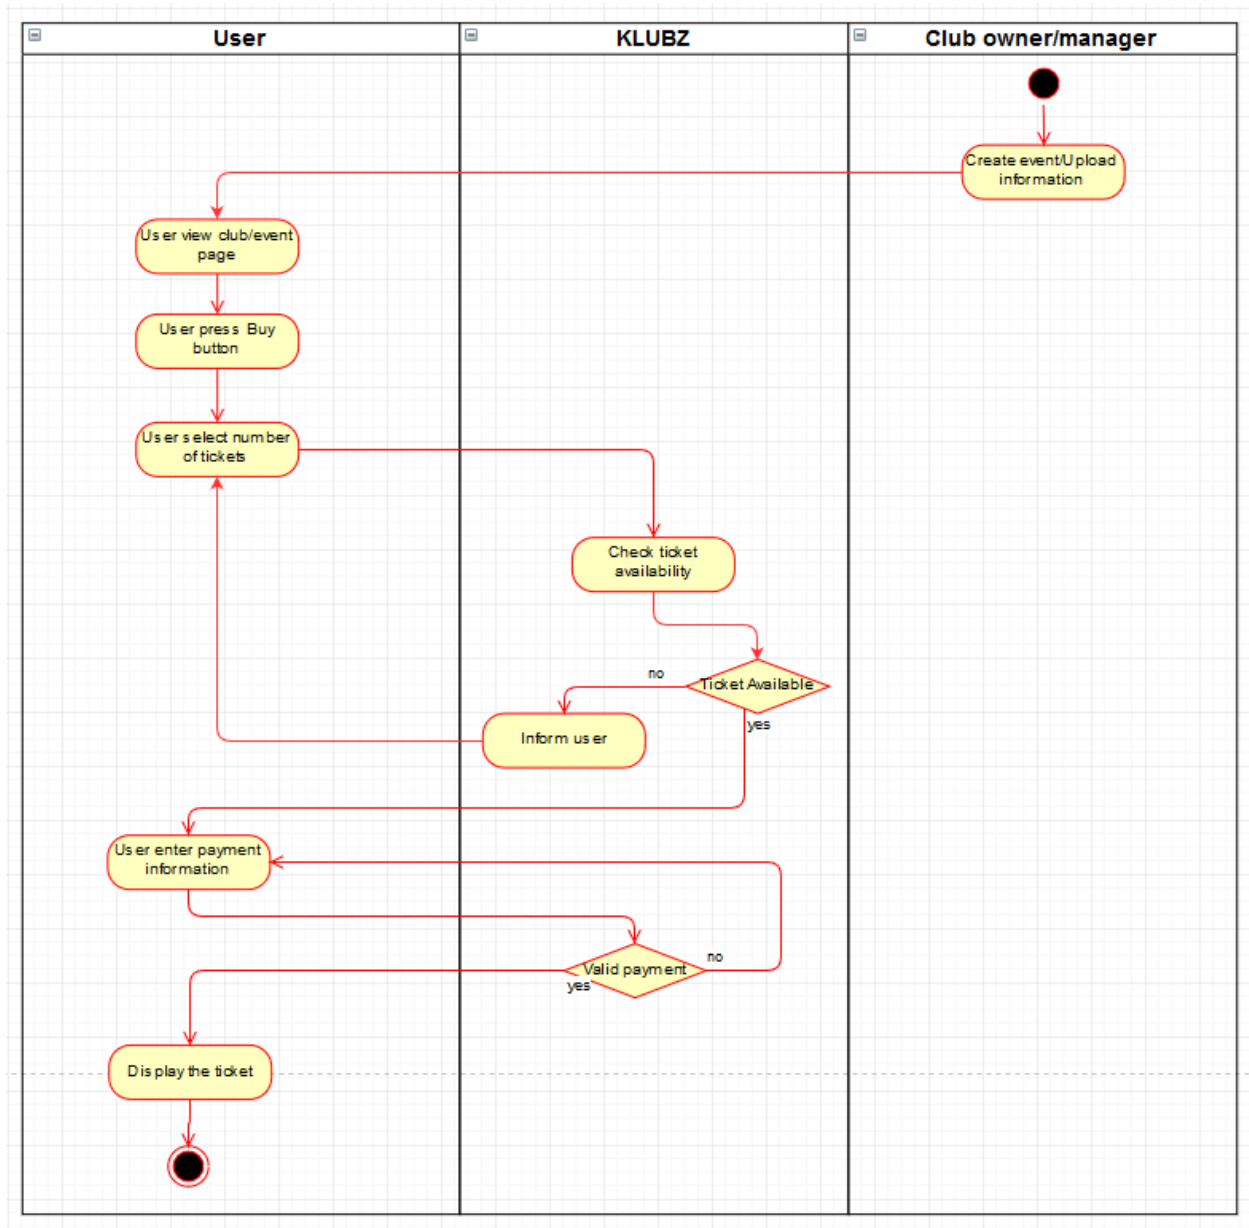 User
KLUBZ
Club owner/manager
Create event/Upload
information
User view club/event
page
User press Buy
button
User select number
of tickets
Check ticket
availability
Ticket Available
no
yes
Inform user
User enter payment
information
Valid payment
no
yes
Display the ticket